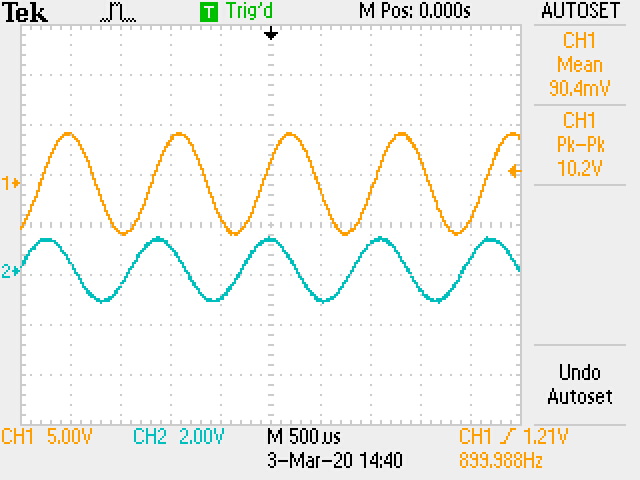 Tek T Trig'd M Pos: 0.000s AUTOSET
CH1
Mean
90.4mV
CH1
Pk-Pk
10.2V
1
2
Undo
Autoset
CH1 5.00V CH2 2.00V M 500µs CH1 1.21V
3-Mar-20 14:40 899.988Hz